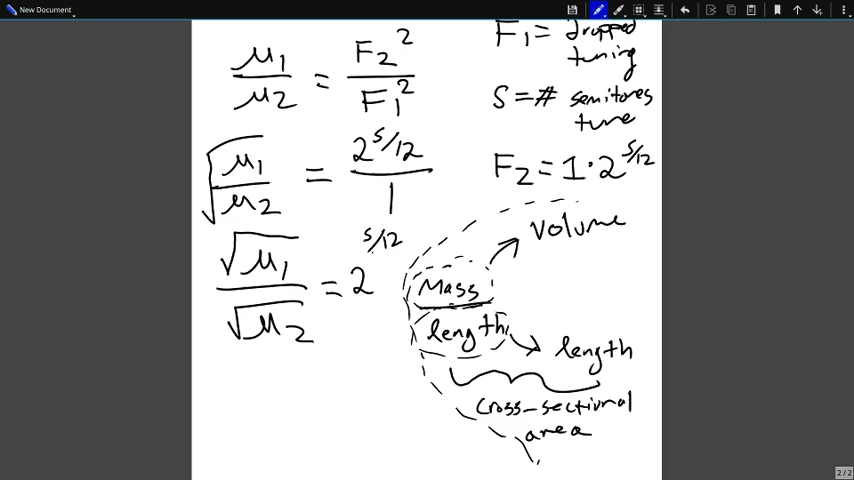 New Document
μ1/μ2 = F2²/F1²
F1 = dropped
tuning
S = # semitones
tune
√(μ1/μ2) = 2^(s/12)/1
F2 = 1·2^(s/12)
√μ1/√μ2 = 2^(s/12)
Mass
→ volume
length
→ length
cross-sectional
area
2/2